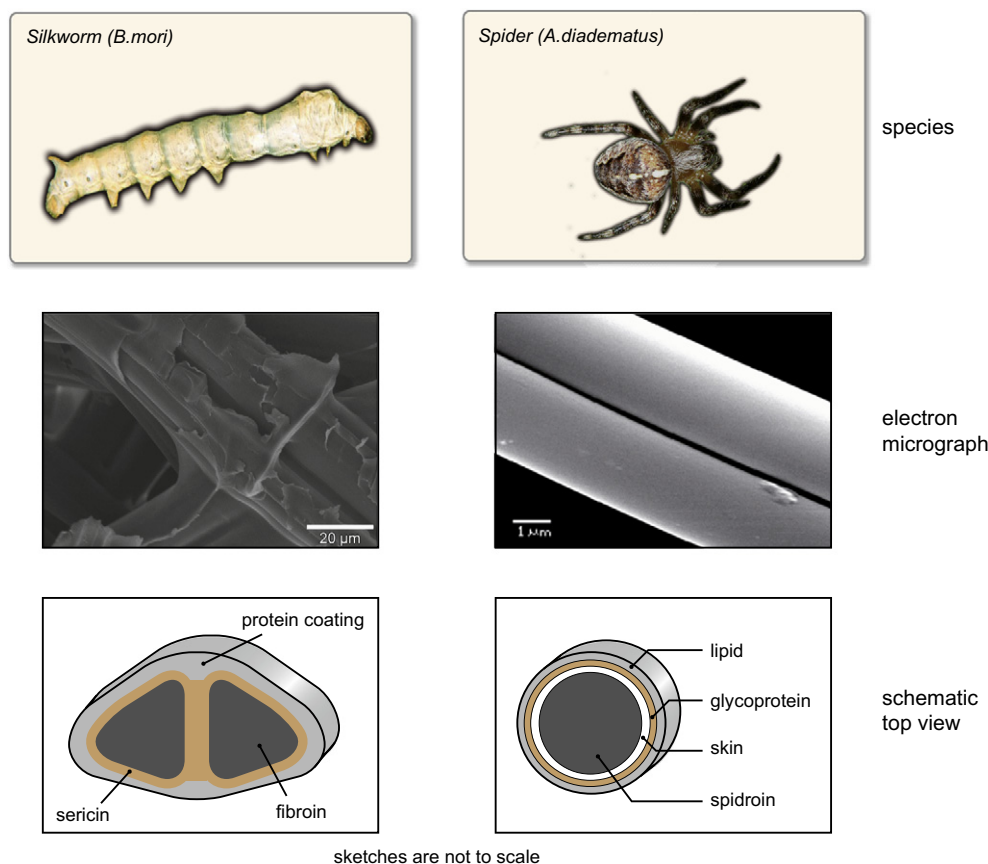 Silkworm (B.mori)
Spider (A.diadematus)
species
20 µm
1 µm
electron
micrograph
protein coating
sericin
fibroin
lipid
glycoprotein
skin
spidroin
schematic
top view
sketches are not to scale